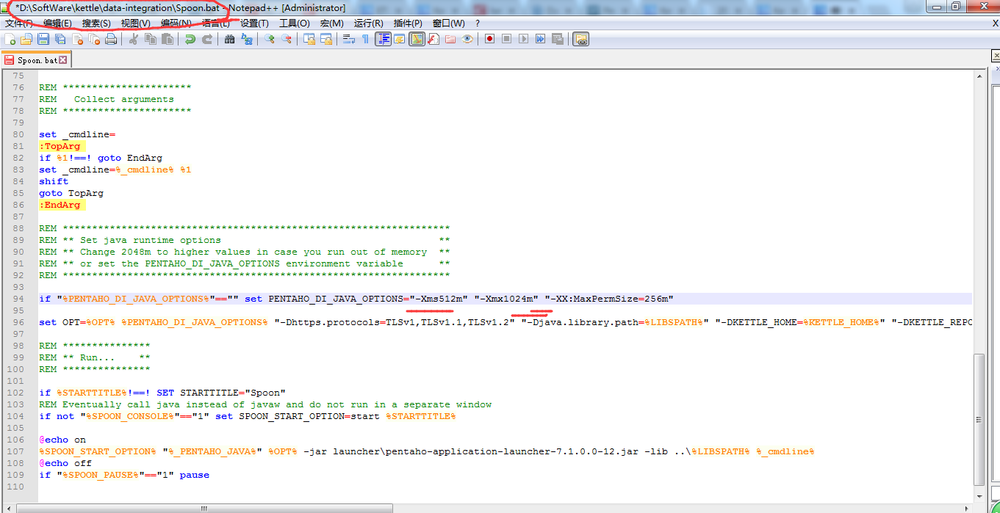 *D:\SoftWare\kettle\data-integration\Spoon.bat - Notepad++ [Administrator]
文件(F) 编辑(E) 搜索(S) 视图(V) 编码(N) 语言(L) 设置(T) 工具(O) 宏(M) 运行(R) 插件(P) 窗口(W) ? X
Spoon.bat
75
76 REM **********************
77 REM   Collect arguments
78 REM **********************
79
80 set _cmdline=
81 :TopArg
82 if %1!==! goto EndArg
83 set _cmdline=%_cmdline% %1
84 shift
85 goto TopArg
86 :EndArg
87
88 REM ******************************************************************
89 REM ** Set java runtime options                                     **
90 REM ** Change 2048m to higher values in case you run out of memory  **
91 REM ** or set the PENTAHO_DI_JAVA_OPTIONS environment variable      **
92 REM ******************************************************************
93
94 if "%PENTAHO_DI_JAVA_OPTIONS%"=="" set PENTAHO_DI_JAVA_OPTIONS="-Xms512m" "-Xmx1024m" "-XX:MaxPermSize=256m"
95
96 set OPT=%OPT% %PENTAHO_DI_JAVA_OPTIONS% "-Dhttps.protocols=TLSv1,TLSv1.1,TLSv1.2" "-Djava.library.path=%LIBSPATH%" "-DKETTLE_HOME=%KETTLE_HOME%" "-DKETTLE_REPO
97
98 REM ***************
99 REM ** Run...    **
100 REM ***************
101
102 if %STARTTITLE%!==! SET STARTTITLE="Spoon"
103 REM Eventually call java instead of javaw and do not run in a separate window
104 if not "%SPOON_CONSOLE%"=="1" set SPOON_START_OPTION=start %STARTTITLE%
105
106 @echo on
107 %SPOON_START_OPTION% "%_PENTAHO_JAVA%" %OPT% -jar launcher\pentaho-application-launcher-7.1.0.0-12.jar -lib ..\%LIBSPATH% %_cmdline%
108 @echo off
109 if "%SPOON_PAUSE%"=="1" pause
110